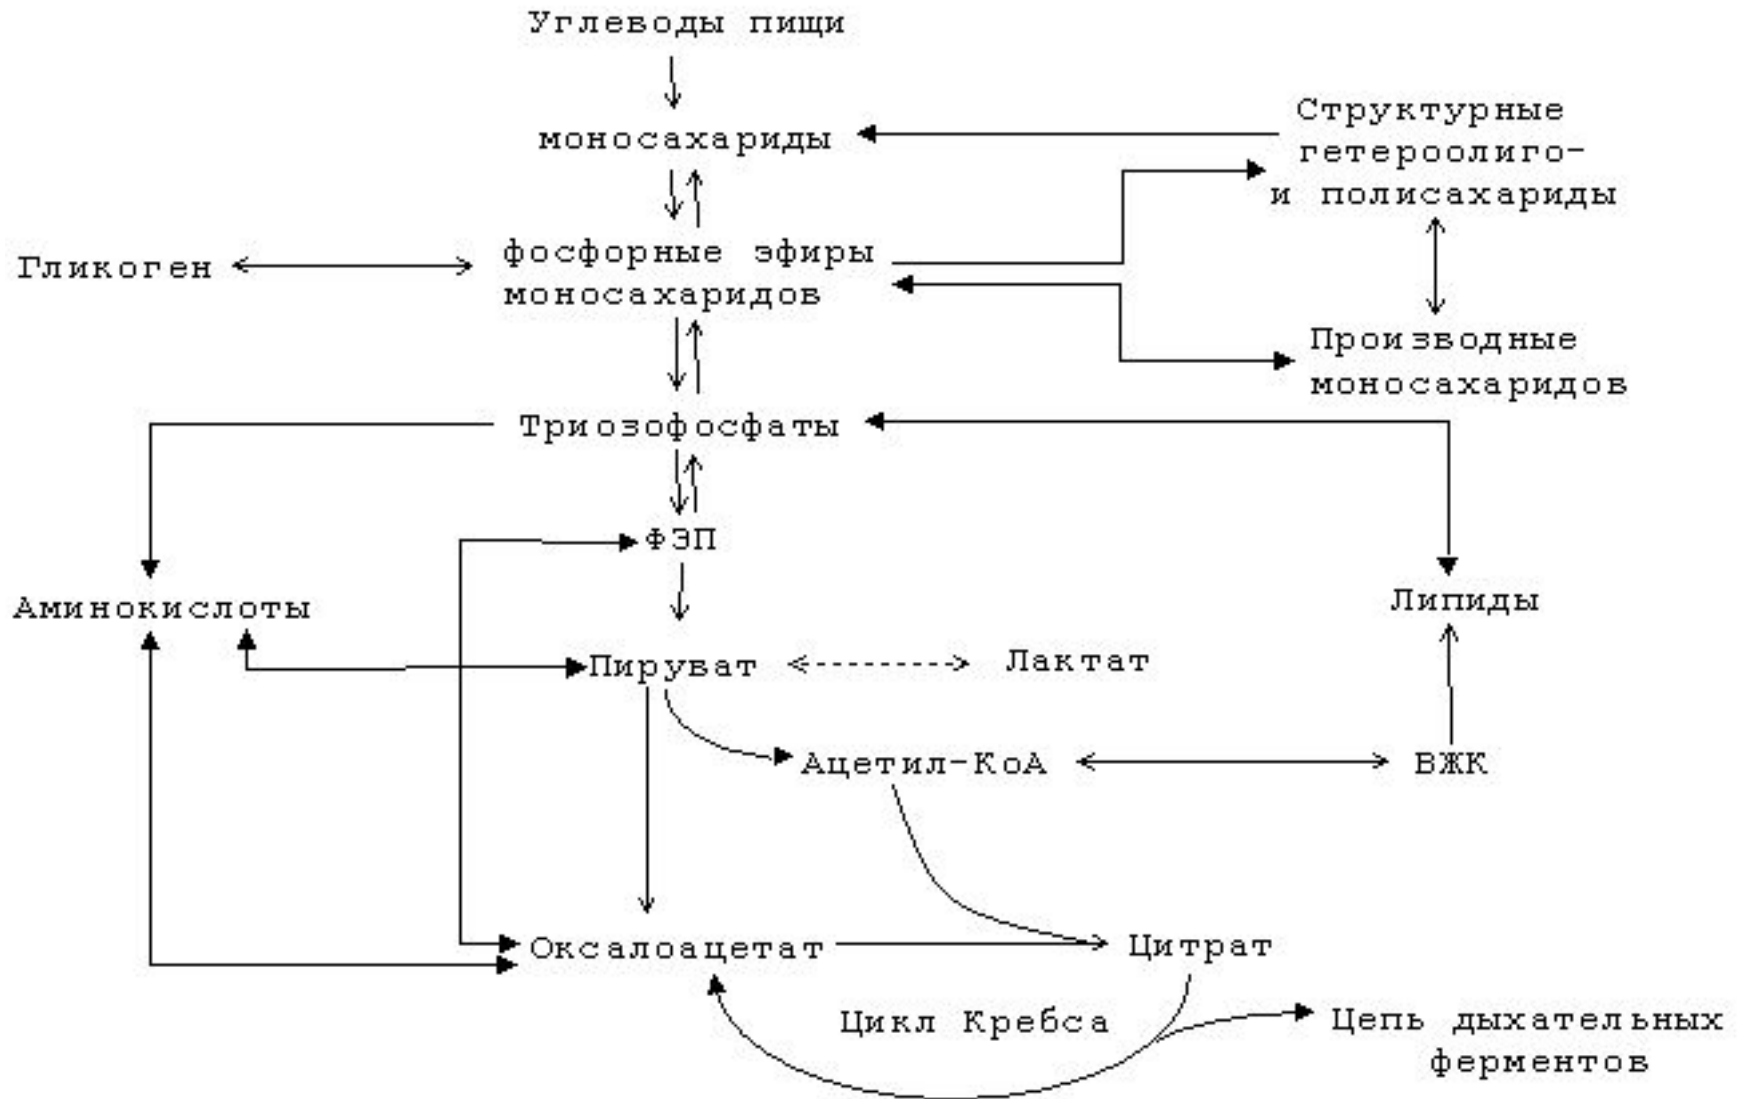 Углеводы пищи
Структурные
моносахариды
гетероолиго-
и полисахариды
фосфорные эфиры
Гликоген
моносахаридов
Производные
моносахаридов
Триозофосфаты
ФЭП
Аминокислоты
Липиды
Пируват
Лактат
Ацетил-КоА
ВЖК
Оксалоацетат
Цитрат
Цикл Кребса
Цепь дыхательных
ферментов